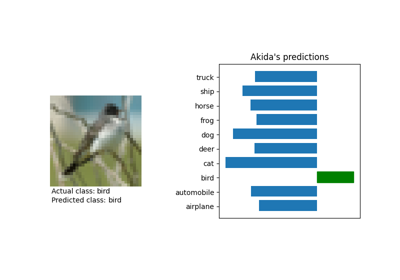 Akida's predictions
truck
ship
horse
frog
dog
deer
cat
bird
automobile
airplane
Actual class: bird
Predicted class: bird